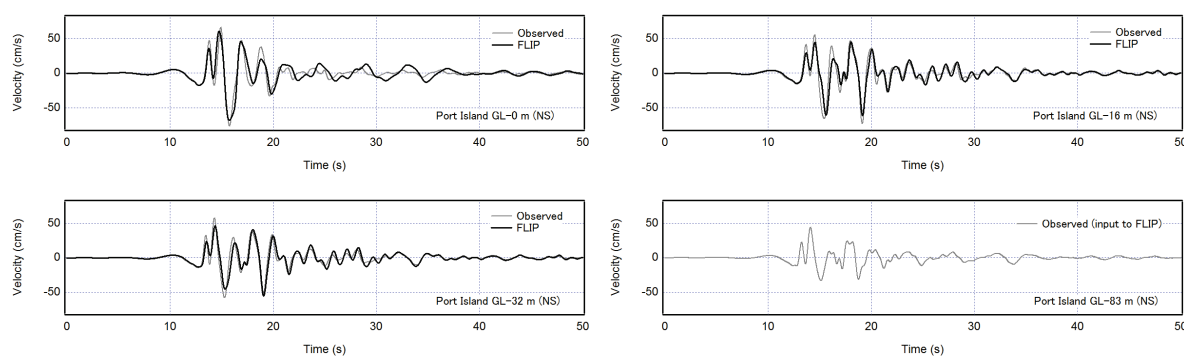 Velocity (cm/s)
50
0
-50
Observed
FLIP
Port Island GL-0 m (NS)
0 10 20 30 40 50
Time (s)
Velocity (cm/s)
50
0
-50
Observed
FLIP
Port Island GL-16 m (NS)
0 10 20 30 40 50
Time (s)
Velocity (cm/s)
50
0
-50
Observed
FLIP
Port Island GL-32 m (NS)
0 10 20 30 40 50
Time (s)
Velocity (cm/s)
50
0
-50
Observed (input to FLIP)
Port Island GL-83 m (NS)
0 10 20 30 40 50
Time (s)